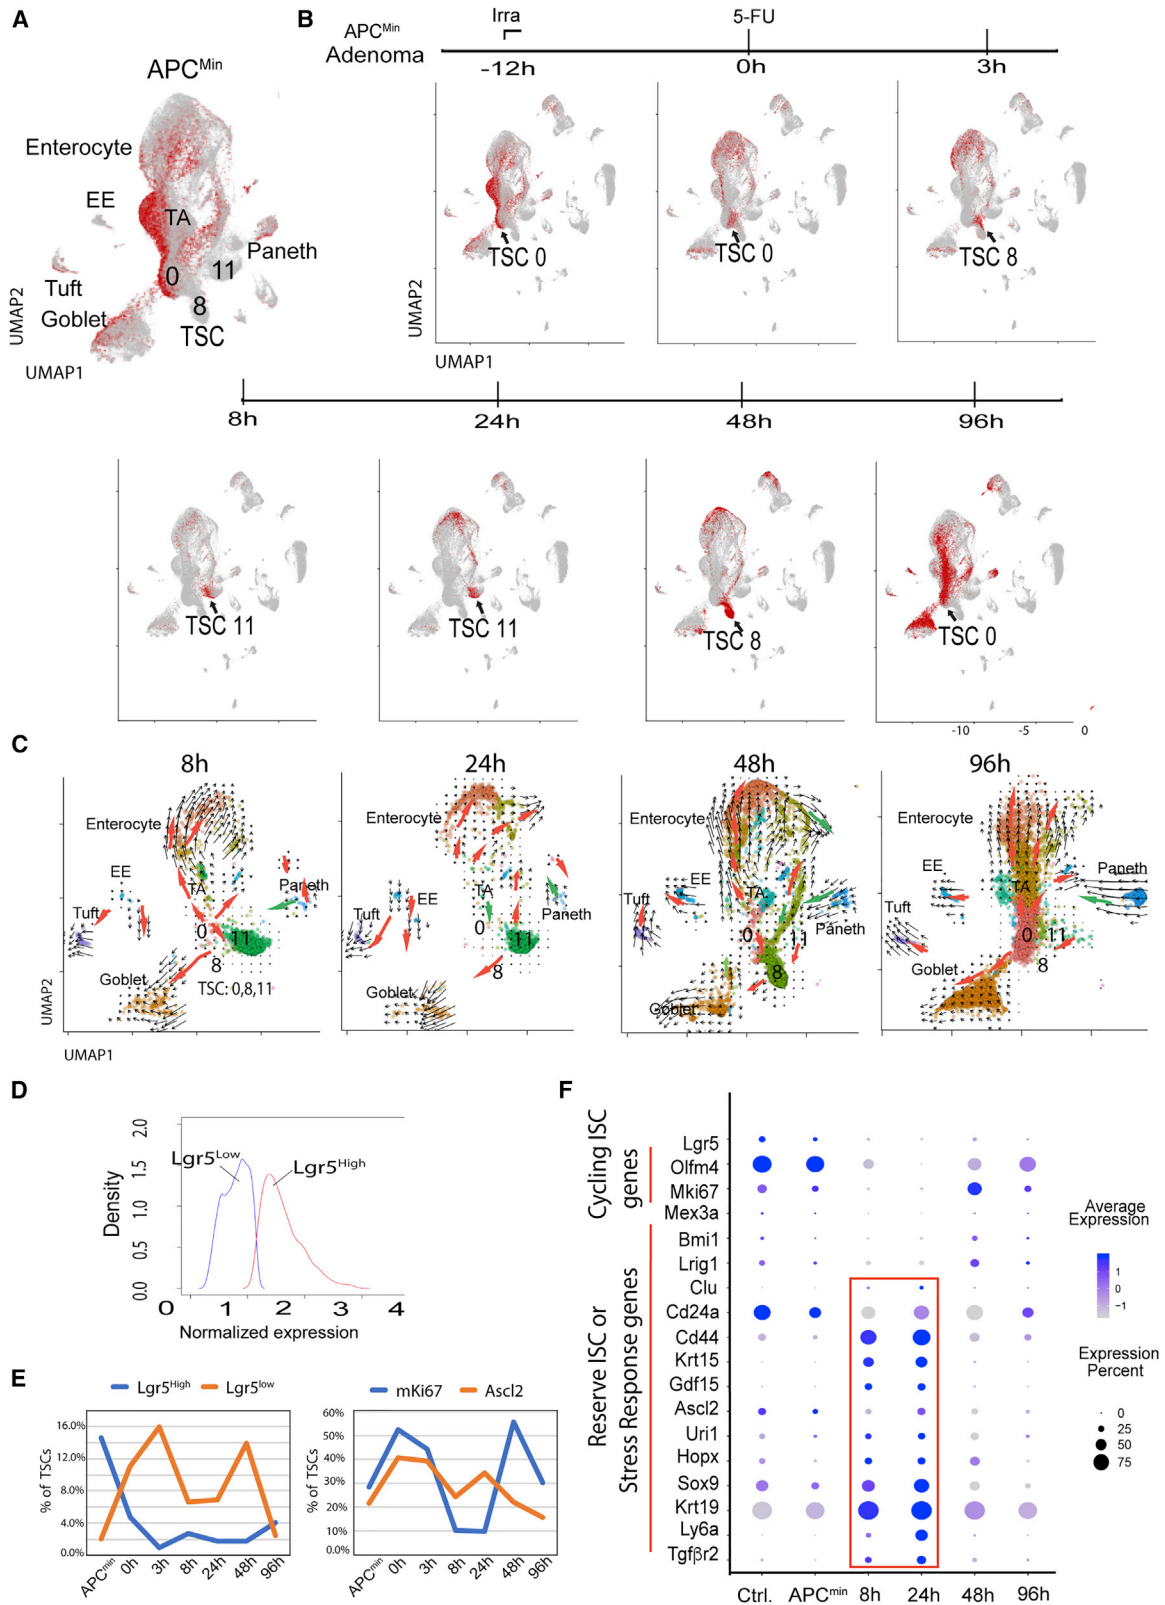 A
APC^Min
Enterocyte
EE
TA
Paneth
0
11
Tuft
8
Goblet
TSC
UMAP2
UMAP1
B
Irra
5-FU
APC^Min
Adenoma
-12h
0h
3h
TSC 0
TSC 0
TSC 8
UMAP2
UMAP1
8h
24h
48h
96h
TSC 11
TSC 11
TSC 8
TSC 0
-10
-5
0
C
8h
24h
48h
96h
Enterocyte
EE
TA
Paneth
Tuft
0
11
8
Goblet
TSC: 0,8,11
UMAP2
UMAP1
Enterocyte
TA
EE
Paneth
Tuft
0
11
8
Goblet
Enterocyte
EE
TA
Tuft
Paneth
0
11
8
Goblet
Enterocyte
EE
Paneth
TA
Tuft
0
11
Goblet
8
D
Lgr5^Low
Lgr5^High
Density
0.0
0.5
1.0
1.5
2.0
0 1 2 3 4
Normalized expression
E
Lgr5^High Lgr5^low
16.0%
12.0%
8.0%
4.0%
0.0%
% of TSCs
APC^min 0h 3h 8h 24h 48h 96h
mKi67 Ascl2
60%
50%
40%
30%
20%
10%
0%
% of TSCs
APC^min 0h 3h 8h 24h 48h 96h
F
Cycling ISC
genes
Reserve ISC or
Stress Response genes
Lgr5
Olfm4
Mki67
Mex3a
Bmi1
Lrig1
Clu
Cd24a
Cd44
Krt15
Gdf15
Ascl2
Uri1
Hopx
Sox9
Krt19
Ly6a
Tgfβr2
Ctrl. APC^min 8h 24h 48h 96h
Average
Expression
1
0
-1
Expression
Percent
0
25
50
75